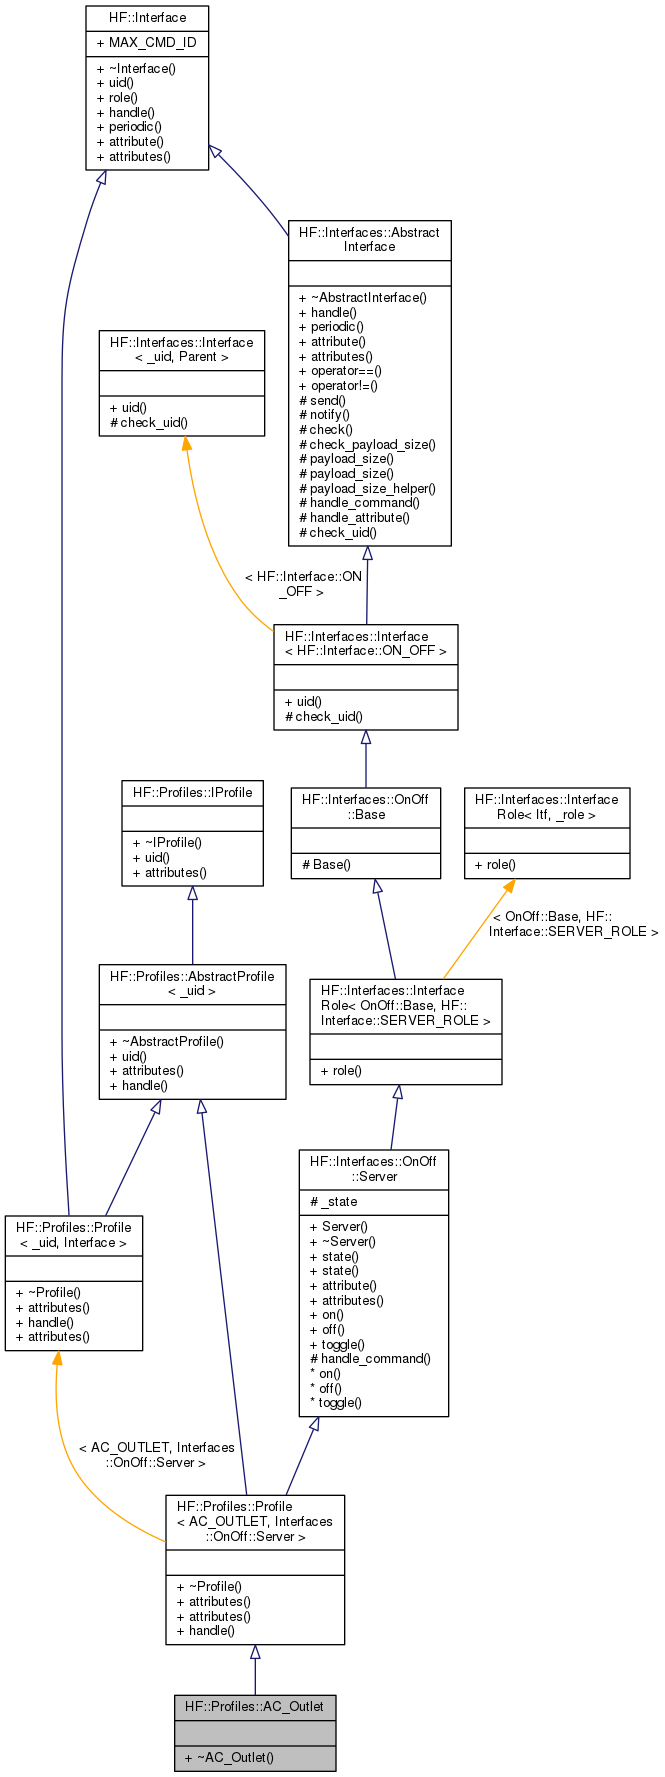 HF::Interface
+ MAX_CMD_ID
+ ~Interface()
+ uid()
+ role()
+ handle()
+ periodic()
+ attribute()
+ attributes()
HF::Interfaces::Abstract
Interface
+ ~AbstractInterface()
+ handle()
+ periodic()
+ attribute()
+ attributes()
+ operator==()
+ operator!=()
# send()
# notify()
# check()
# check_payload_size()
# payload_size()
# payload_size()
# payload_size_helper()
# handle_command()
# handle_attribute()
# check_uid()
HF::Interfaces::Interface
< _uid, Parent >
+ uid()
# check_uid()
< HF::Interface::ON
_OFF >
HF::Interfaces::Interface
< HF::Interface::ON_OFF >
+ uid()
# check_uid()
HF::Profiles::IProfile
+ ~IProfile()
+ uid()
+ attributes()
HF::Interfaces::OnOff
::Base
# Base()
HF::Interfaces::Interface
Role< Itf, _role >
+ role()
< OnOff::Base, HF::
Interface::SERVER_ROLE >
HF::Profiles::AbstractProfile
< _uid >
+ ~AbstractProfile()
+ uid()
+ attributes()
+ handle()
HF::Interfaces::Interface
Role< OnOff::Base, HF::
Interface::SERVER_ROLE >
+ role()
HF::Interfaces::OnOff
::Server
# _state
+ Server()
+ ~Server()
+ state()
+ state()
+ attribute()
+ attributes()
+ on()
+ off()
+ toggle()
# handle_command()
* on()
* off()
* toggle()
HF::Profiles::Profile
< _uid, Interface >
+ ~Profile()
+ attributes()
+ handle()
+ attributes()
< AC_OUTLET, Interfaces
::OnOff::Server >
HF::Profiles::Profile
< AC_OUTLET, Interfaces
::OnOff::Server >
+ ~Profile()
+ attributes()
+ attributes()
+ handle()
HF::Profiles::AC_Outlet
+ ~AC_Outlet()